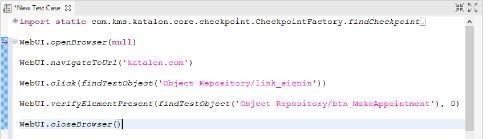 *New Test Case
import static com.kms.katalon.core.checkpoint.CheckpointFactory.findCheckpoint
WebUI.openBrowser(null)
WebUI.navigateToUrl('katalon.com')
WebUI.click(findTestObject('Object Repository/link_signin'))
WebUI.verifyElementPresent(findTestObject('Object Repository/btn_MakeAppointment'), 0)
WebUI.closeBrowser()